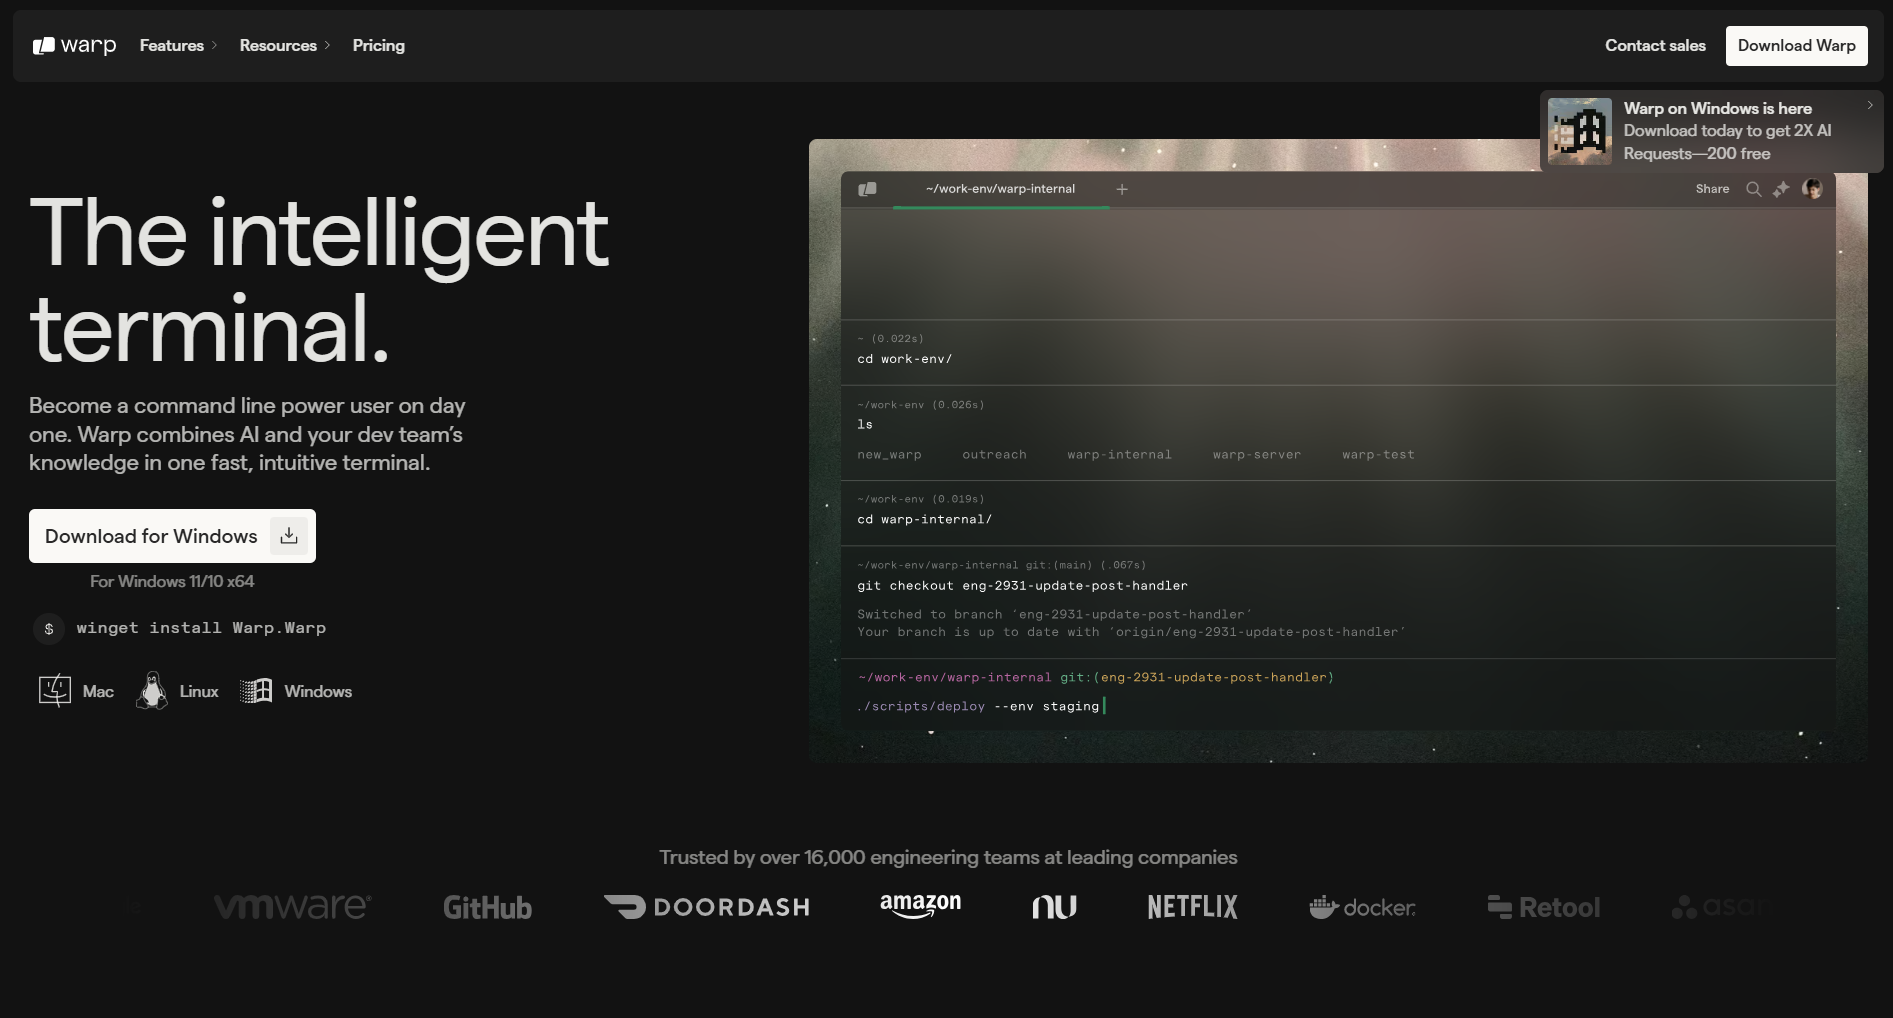 warp
Features
Resources
Pricing
Contact sales
Download Warp
Warp on Windows is here
Download today to get 2X AI
Requests—200 free
The intelligent
terminal.
Become a command line power user on day
one. Warp combines AI and your dev team’s
knowledge in one fast, intuitive terminal.
Download for Windows
For Windows 11/10 x64
$ winget install Warp.Warp
Mac
Linux
Windows
~/work-env/warp-internal +
Share
~ (0.022s)
cd work-env/
~/work-env (0.026s)
ls
new_warp outreach warp-internal warp-server warp-test
~/work-env (0.019s)
cd warp-internal/
~/work-env/warp-internal git:(main) (.067s)
git checkout eng-2931-update-post-handler
Switched to branch ‘eng-2931-update-post-handler’
Your branch is up to date with ‘origin/eng-2931-update-post-handler’
~/work-env/warp-internal git:(eng-2931-update-post-handler)
./scripts/deploy --env staging
Trusted by over 16,000 engineering teams at leading companies
vmware®
GitHub
DOORDASH
amazon
nu
NETFLIX
docker
Retool